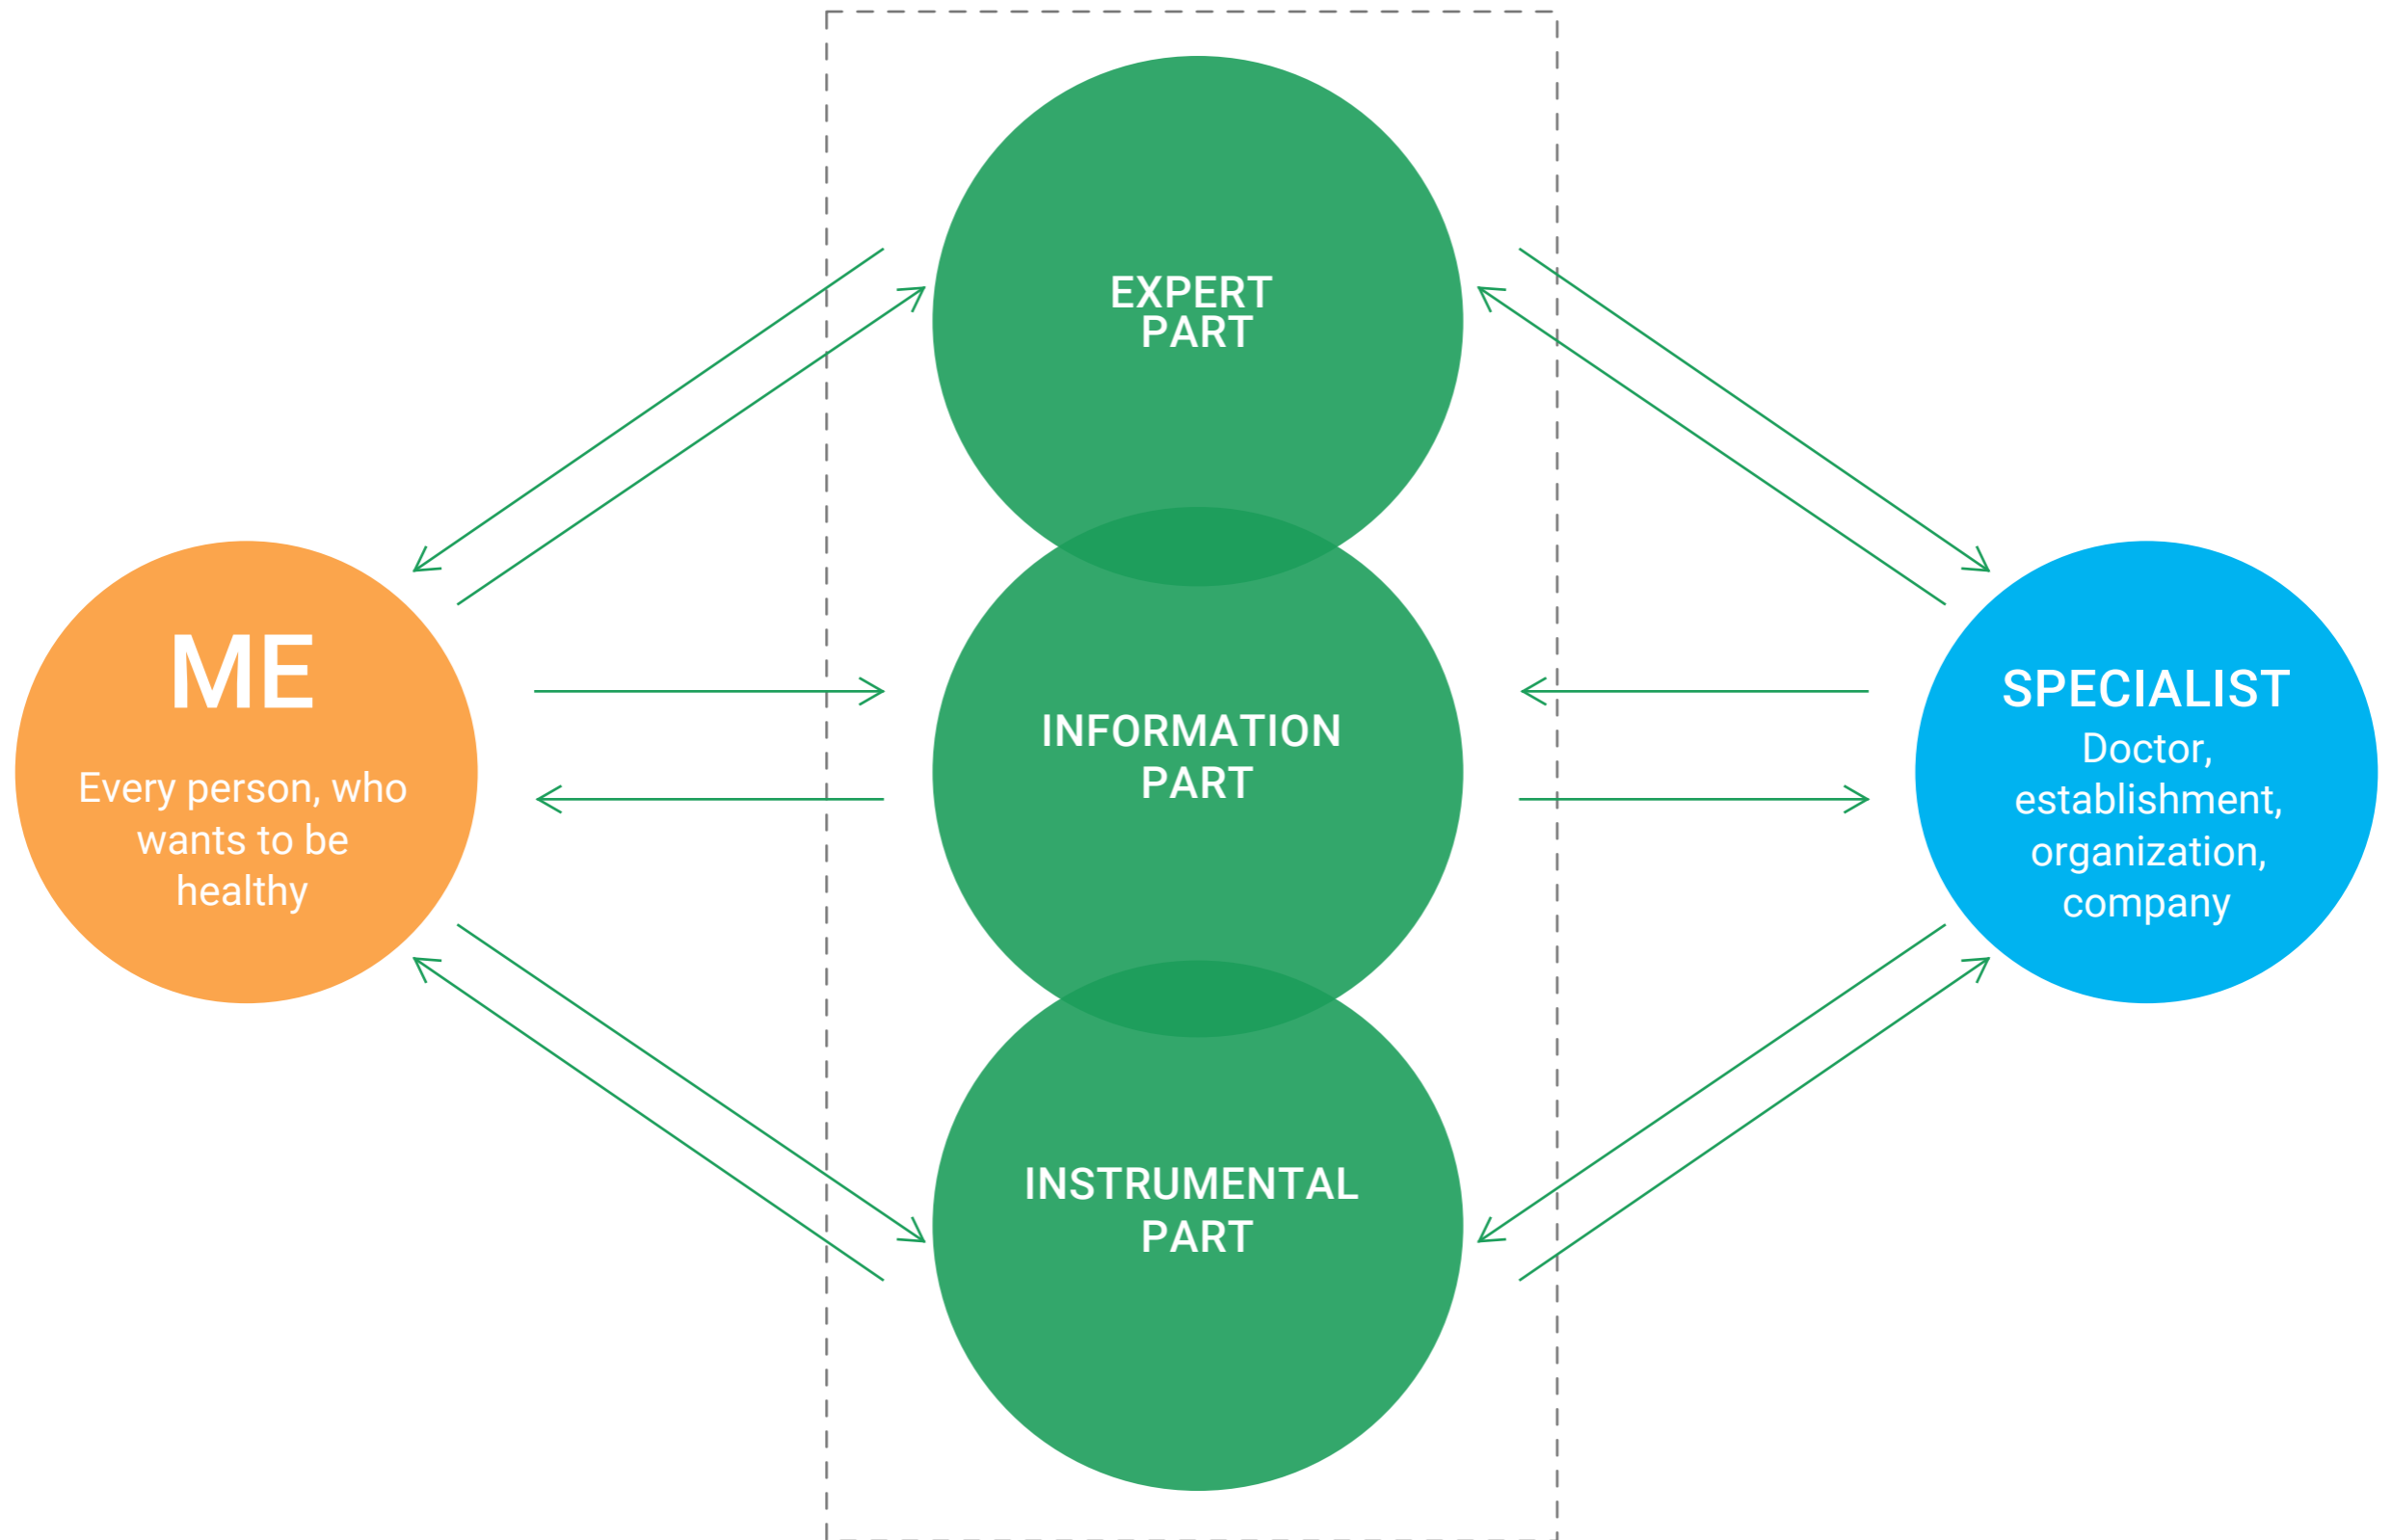 EXPERT
PART
ME
Every person, who
wants to be
healthy
INFORMATION
PART
SPECIALIST
Doctor,
establishment,
organization,
company
INSTRUMENTAL
PART